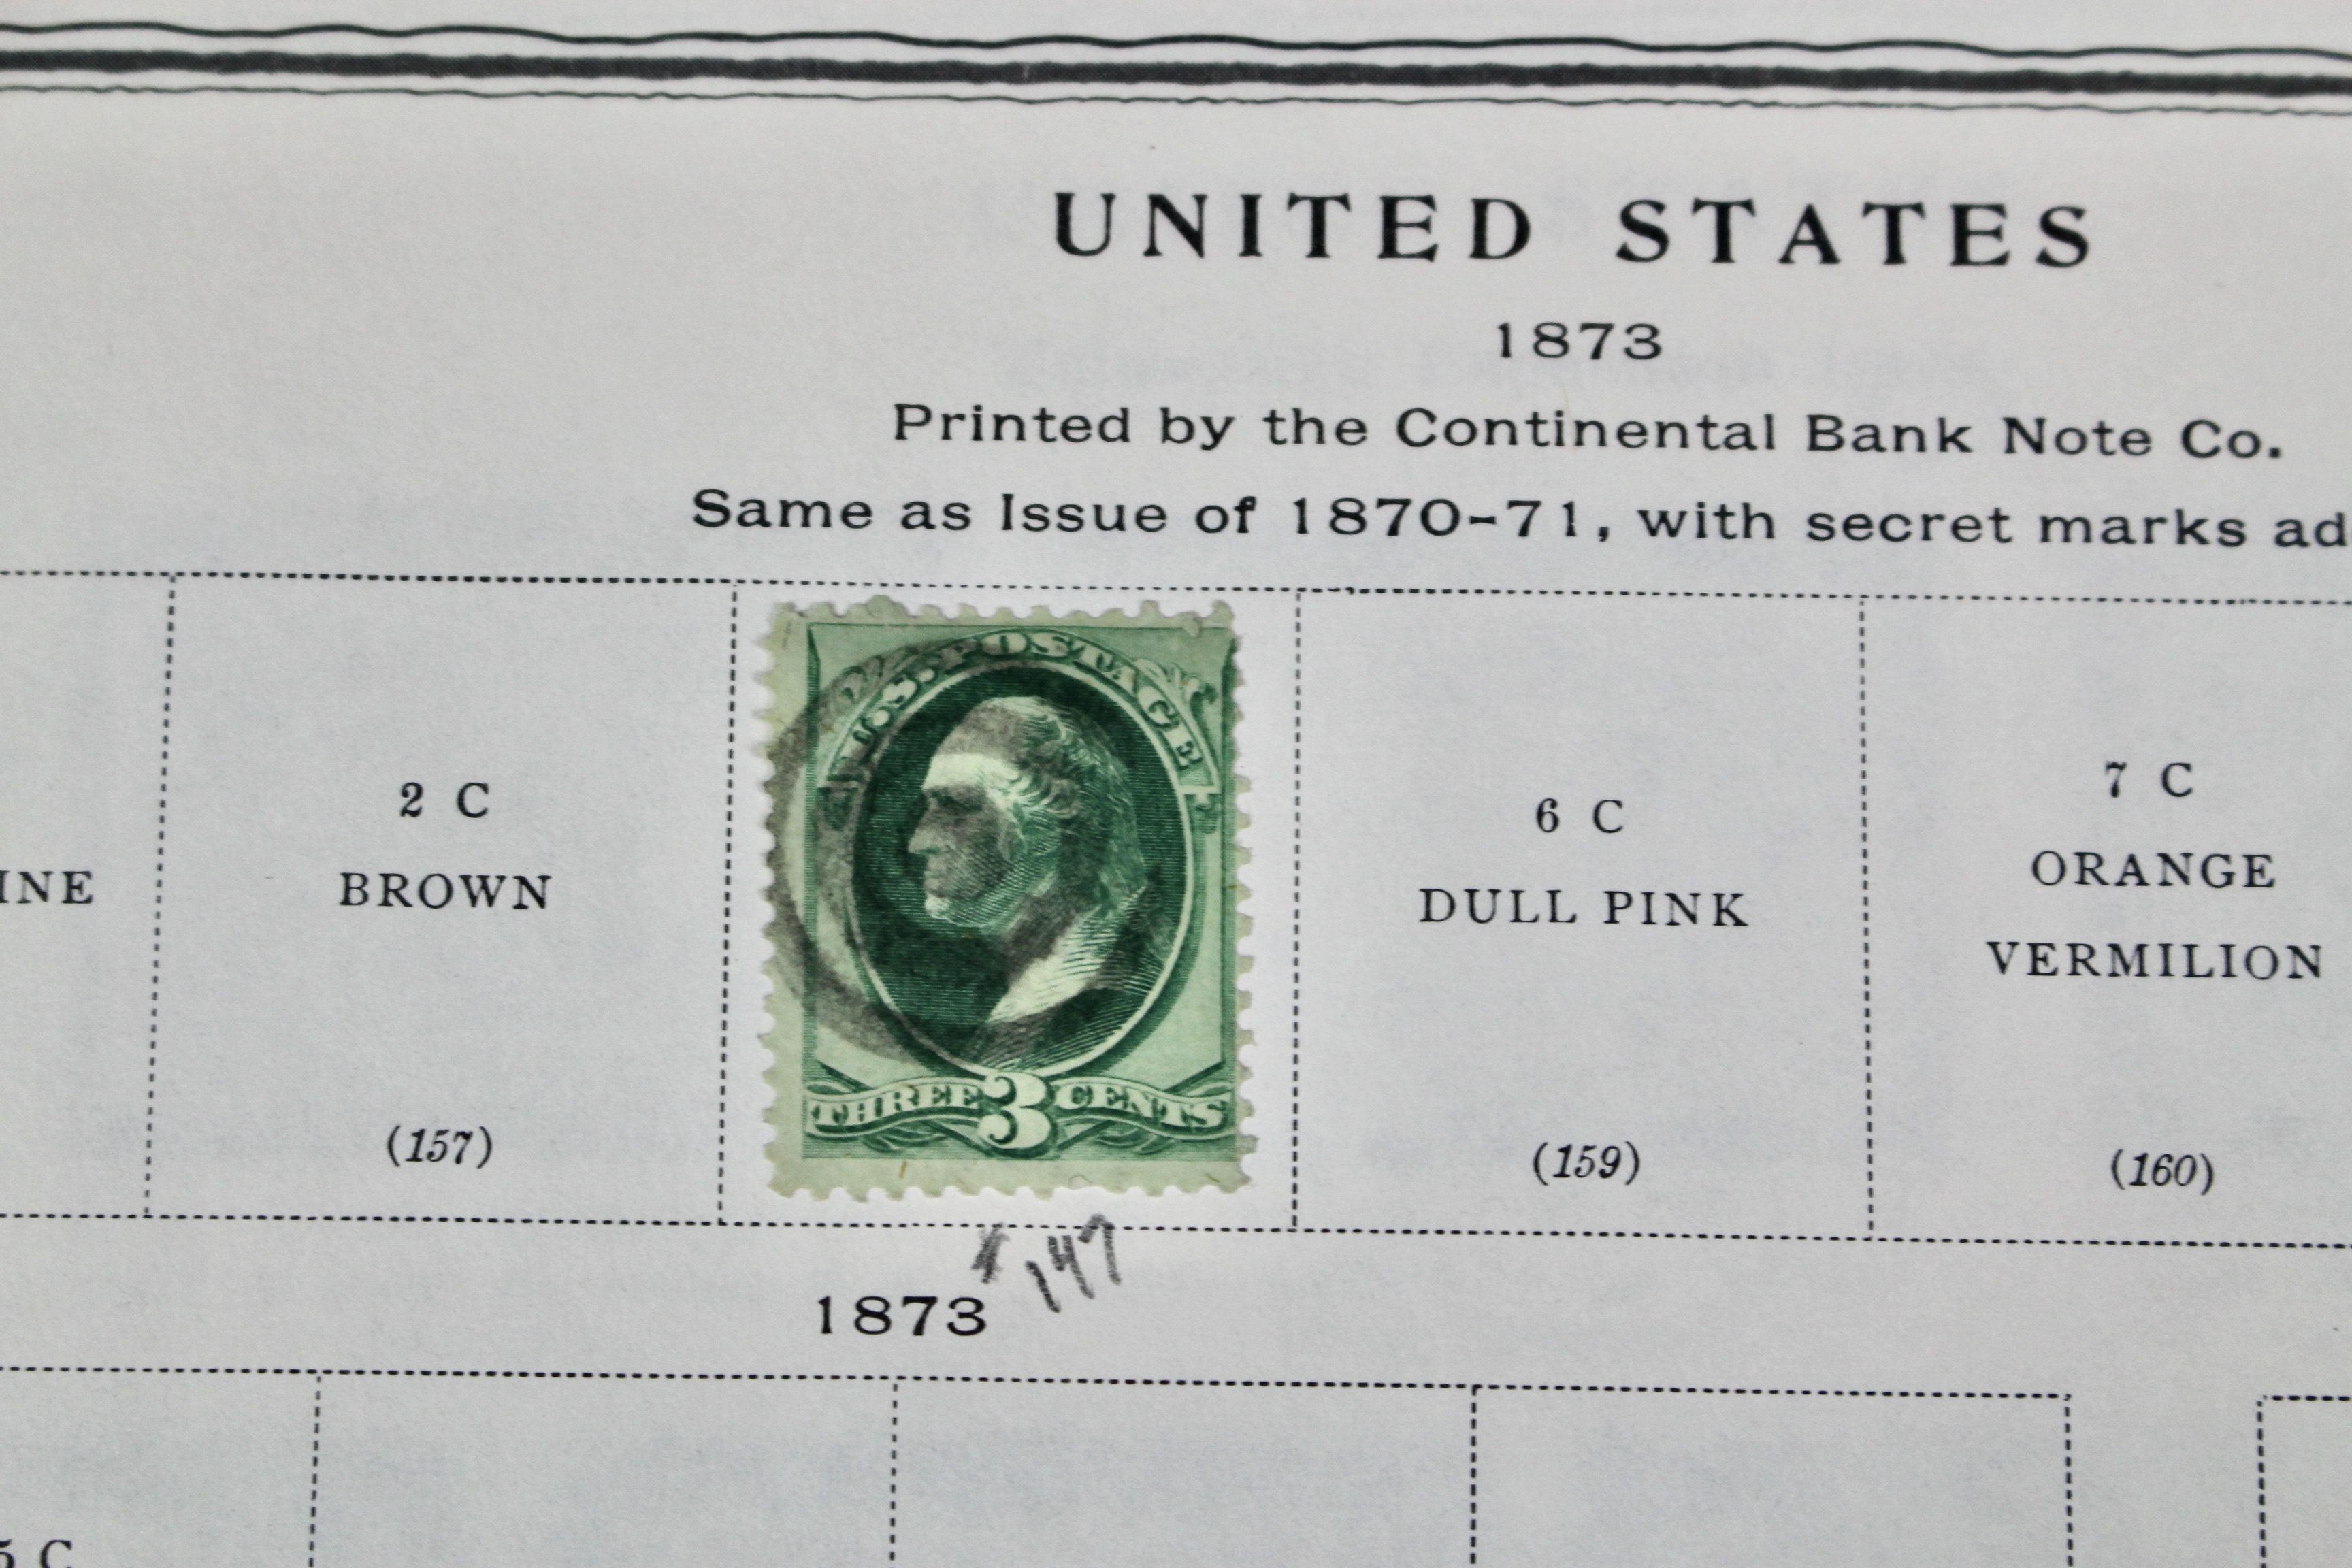 UNITED STATES
1873
Printed by the Continental Bank Note Co.
Same as Issue of 1870-71, with secret marks ad
INE
2 C
BROWN
(157)
U.S. POSTAGE
THREE 3 CENTS
6 C
DULL PINK
(159)
7 C
ORANGE
VERMILION
(160)
# 147
1873
5 C